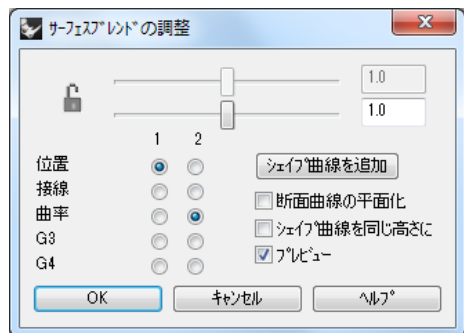 サーフェスブレンドの調整
1.0
1.0
1 2
位置
シェイプ曲線を追加
接線
断面曲線の平面化
曲率
シェイプ曲線を同じ高さに
G3
プレビュー
G4
OK キャンセル ヘルプ